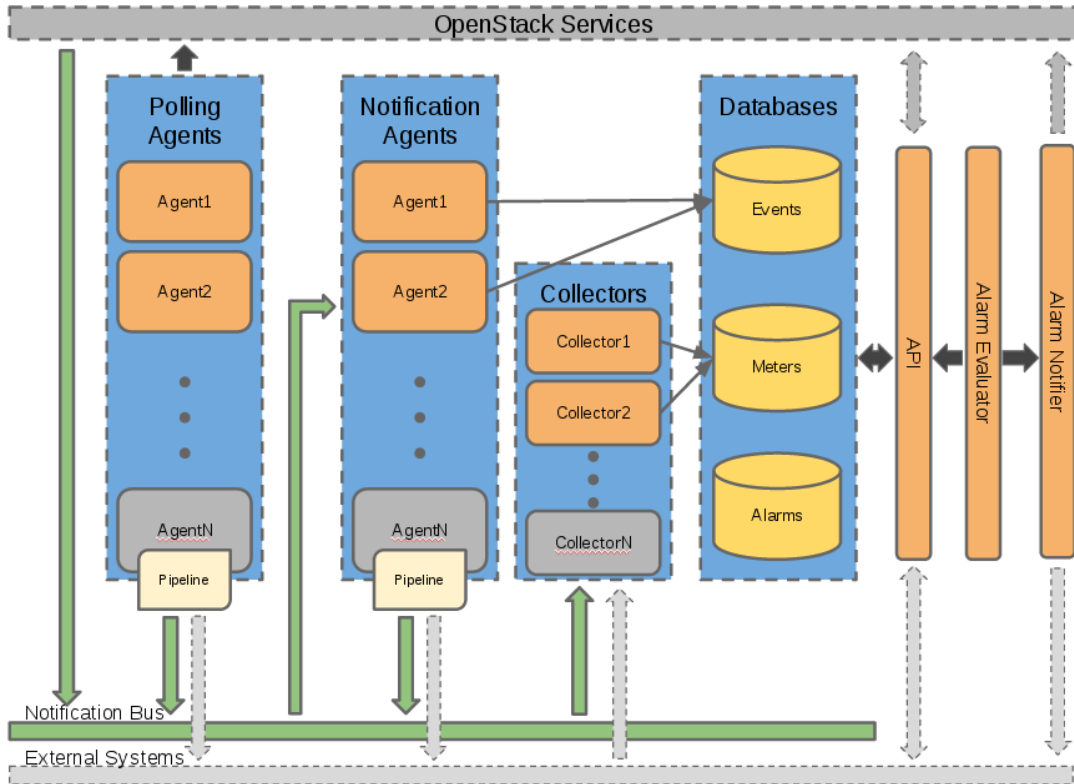 OpenStack Services
Polling
Agents
Agent1
Agent2
AgentN
Pipeline
Notification
Agents
Agent1
Agent2
AgentN
Pipeline
Collectors
Collector1
Collector2
CollectorN
Databases
Events
Meters
Alarms
API
Alarm Evaluator
Alarm Notifier
Notification Bus
External Systems